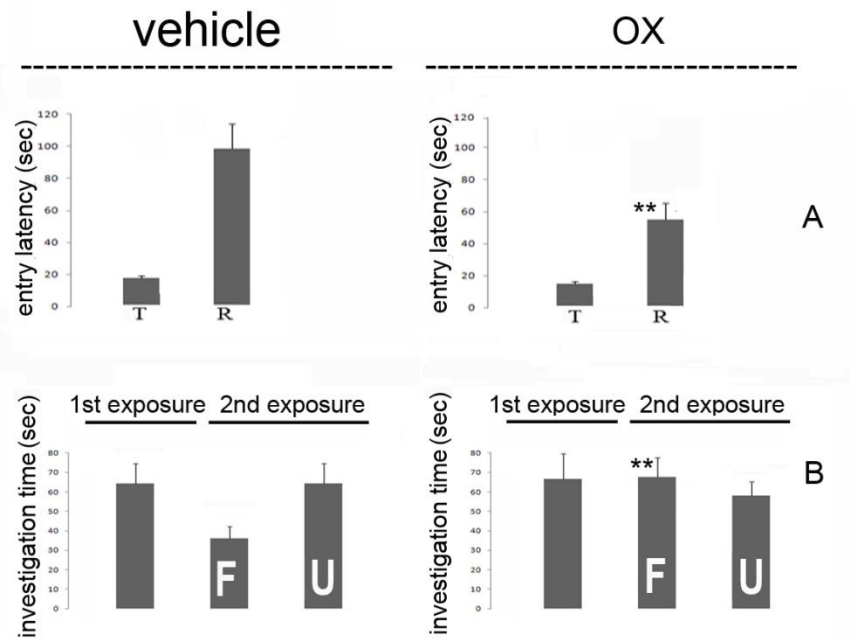 vehicle
OX
entry latency (sec)
120
100
80
60
40
20
0
T R
entry latency (sec)
120
100
80
60
40
20
0
**
T R
A
investigation time (sec)
1st exposure 2nd exposure
80
70
60
50
40
30
20
10
0
F U
investigation time (sec)
1st exposure 2nd exposure
80
70
60
50
40
30
20
10
0
**
F U
B